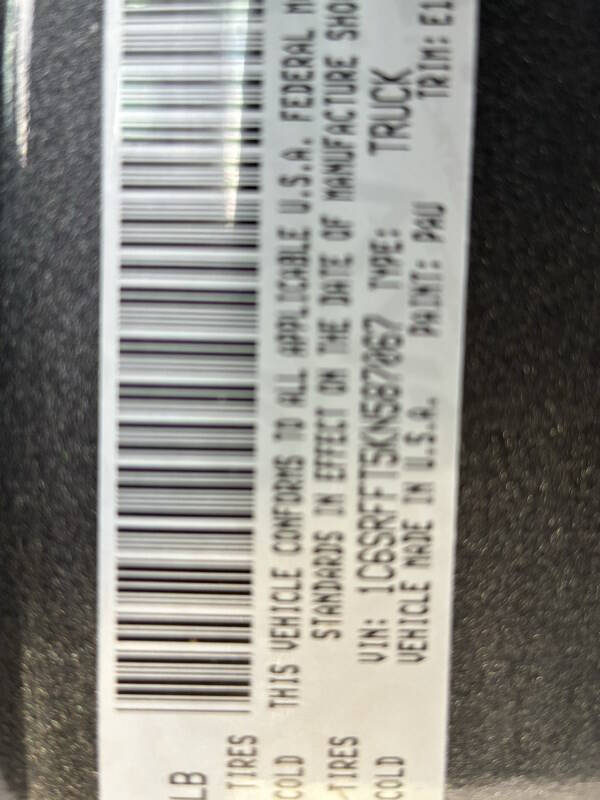 LB
TIRES
COLD
TIRES
COLD
THIS VEHICLE CONFORMS TO ALL APPLICABLE U.S.A. FEDERAL M
STANDARDS IN EFFECT ON THE DATE OF MANUFACTURE SHO
VIN: 1C6SRFFT5KN587067 TYPE: TRUCK
VEHICLE MADE IN U.S.A. PAINT: PAU TRIM: E1